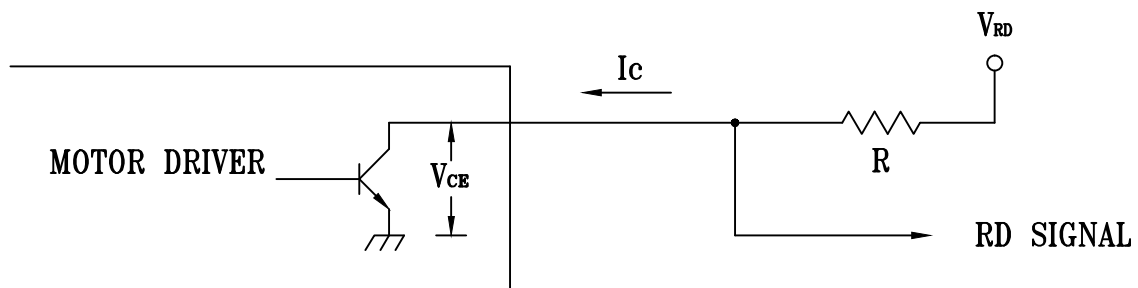 V_RD
Ic
MOTOR DRIVER
V_CE
R
RD SIGNAL